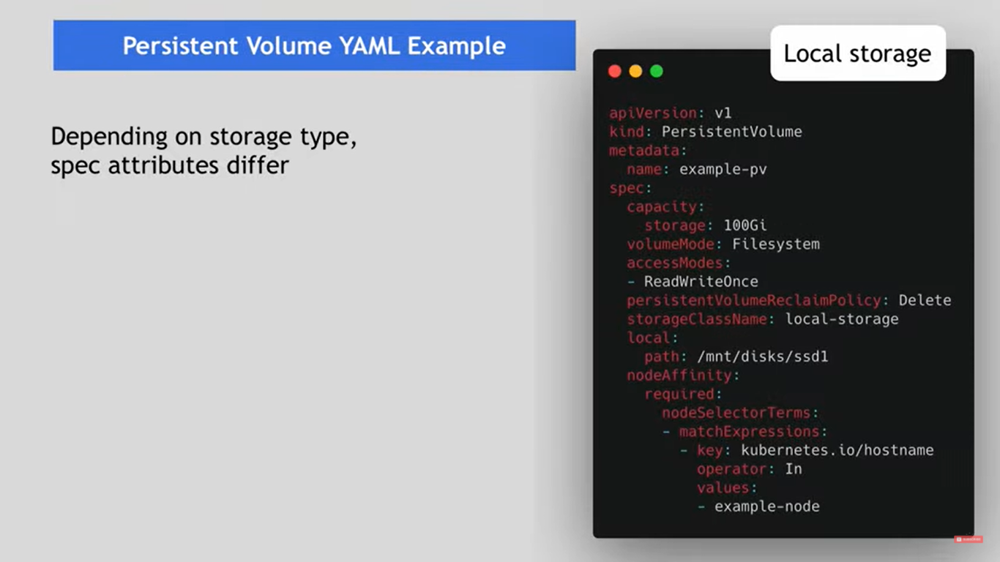 Persistent Volume YAML Example
Local storage
Depending on storage type,
spec attributes differ
apiVersion: v1
kind: PersistentVolume
metadata:
  name: example-pv
spec:
  capacity:
    storage: 100Gi
  volumeMode: Filesystem
  accessModes:
  - ReadWriteOnce
  persistentVolumeReclaimPolicy: Delete
  storageClassName: local-storage
  local:
    path: /mnt/disks/ssd1
  nodeAffinity:
    required:
      nodeSelectorTerms:
      - matchExpressions:
        - key: kubernetes.io/hostname
          operator: In
          values:
          - example-node